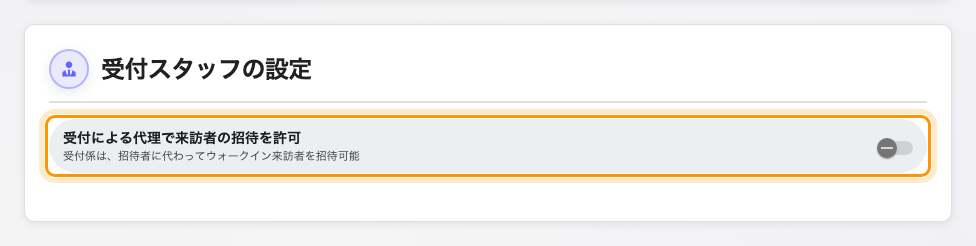 受付スタッフの設定
受付による代理で来訪者の招待を許可
受付係は、招待者に代わってウォークイン来訪者を招待可能